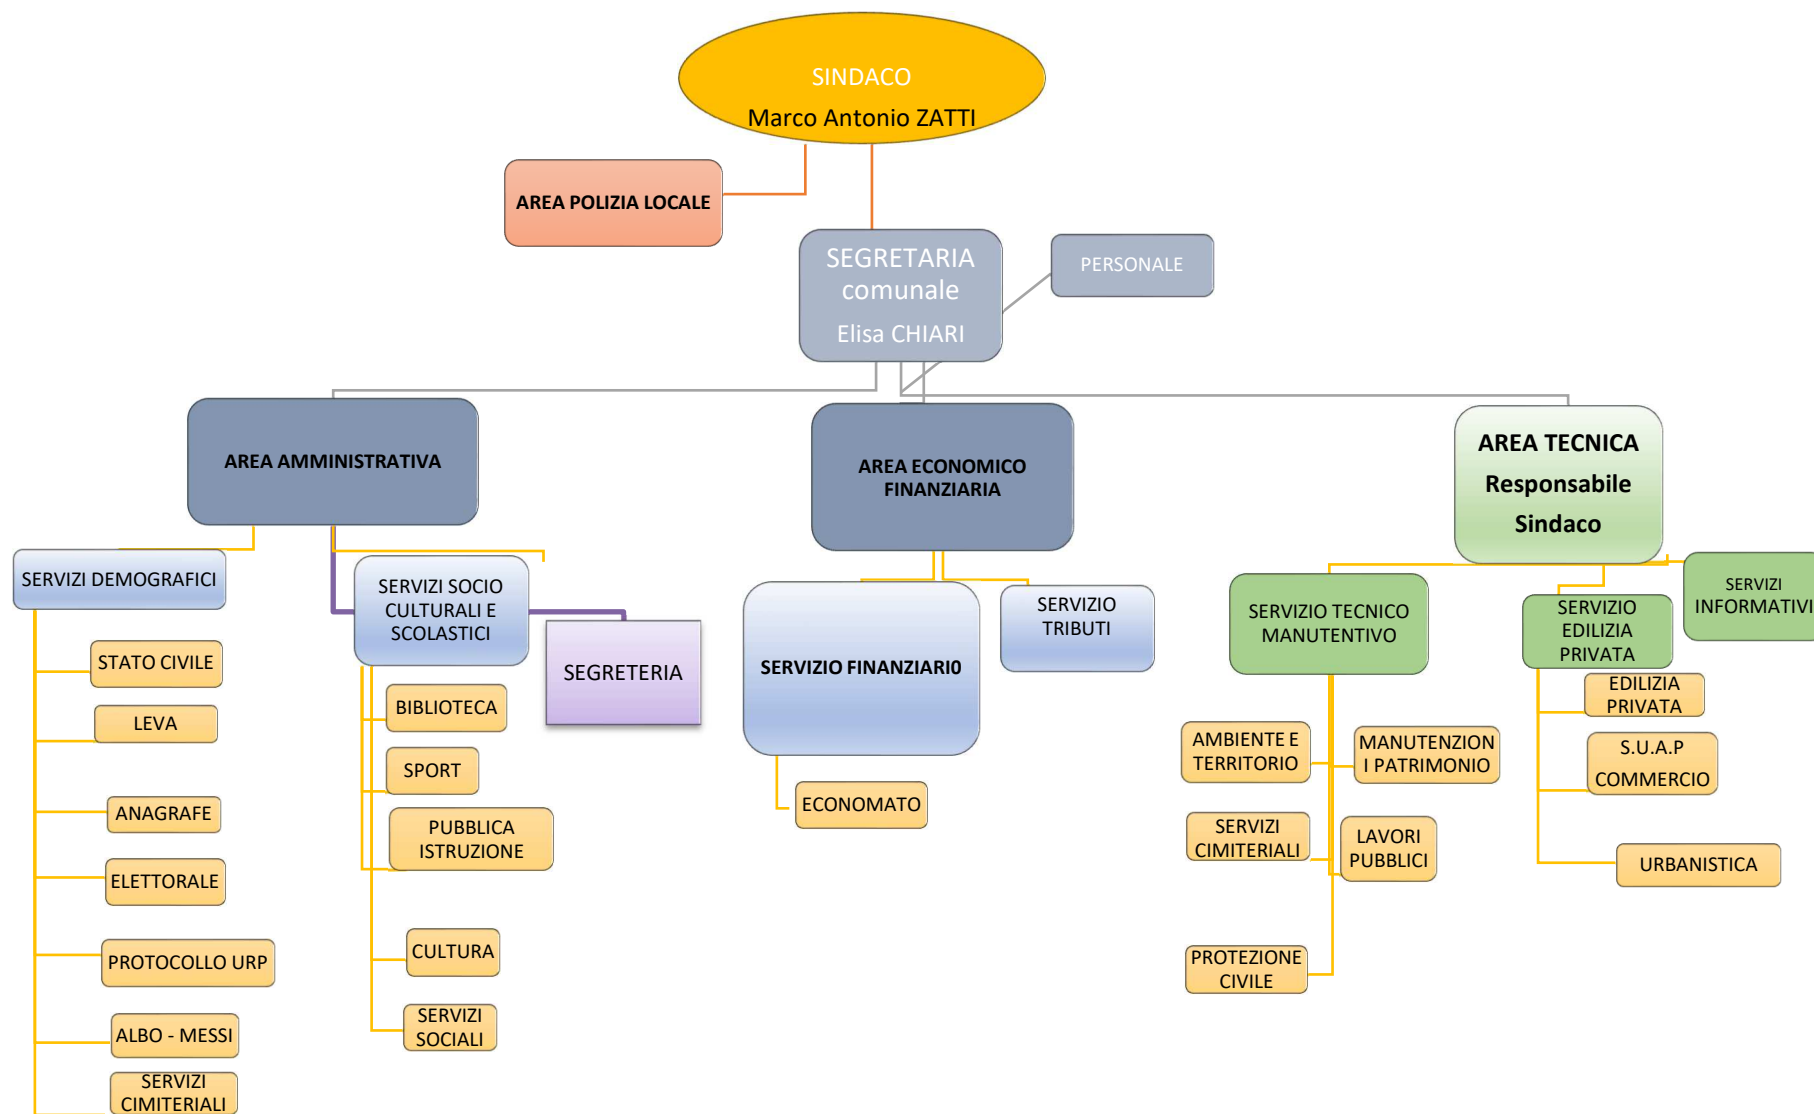 SINDACO
Marco Antonio ZATTI
AREA POLIZIA LOCALE
SEGRETARIA
comunale
Elisa CHIARI
PERSONALE
AREA AMMINISTRATIVA
AREA ECONOMICO
FINANZIARIA
AREA TECNICA
Responsabile
Sindaco
SERVIZI DEMOGRAFICI
STATO CIVILE
LEVA
ANAGRAFE
ELETTORALE
PROTOCOLLO URP
ALBO - MESSI
SERVIZI
CIMITERIALI
SERVIZI SOCIO
CULTURALI E
SCOLASTICI
BIBLIOTECA
SPORT
PUBBLICA
ISTRUZIONE
CULTURA
SERVIZI
SOCIALI
SEGRETERIA
SERVIZIO FINANZIARI0
ECONOMATO
SERVIZIO
TRIBUTI
SERVIZIO TECNICO
MANUTENTIVO
AMBIENTE E
TERRITORIO
MANUTENZION
I PATRIMONIO
SERVIZI
CIMITERIALI
LAVORI
PUBBLICI
PROTEZIONE
CIVILE
SERVIZIO
EDILIZIA
PRIVATA
EDILIZIA
PRIVATA
S.U.A.P
COMMERCIO
URBANISTICA
SERVIZI
INFORMATIVI